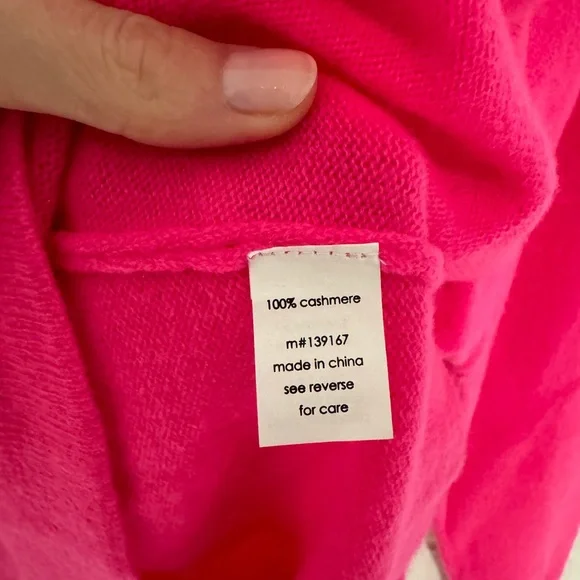 100% cashmere
m#139167
made in china
see reverse
for care